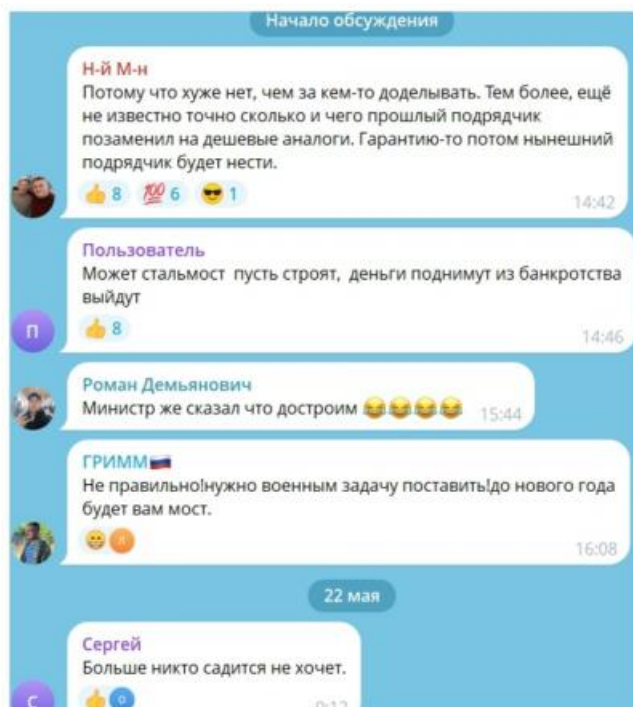 Начало обсуждения
Н-й М-н
Потому что хуже нет, чем за кем-то доделывать. Тем более, ещё
не известно точно сколько и чего прошлый подрядчик
позаменил на дешевые аналоги. Гарантию-то потом нынешний
подрядчик будет нести.
👍 8 💯 6 😎 1
14:42
Пользователь
Может стальмост пусть строят, деньги поднимут из банкротства
выйдут
П
👍 8
14:46
Роман Демьянович
Министр же сказал что достроим 😂😂😂😂
15:44
ГРИММ🇷🇺
Не правильно!нужно военным задачу поставить!до нового года
будет вам мост.
😁
16:08
22 мая
Сергей
Больше никто садится не хочет.
С
👍